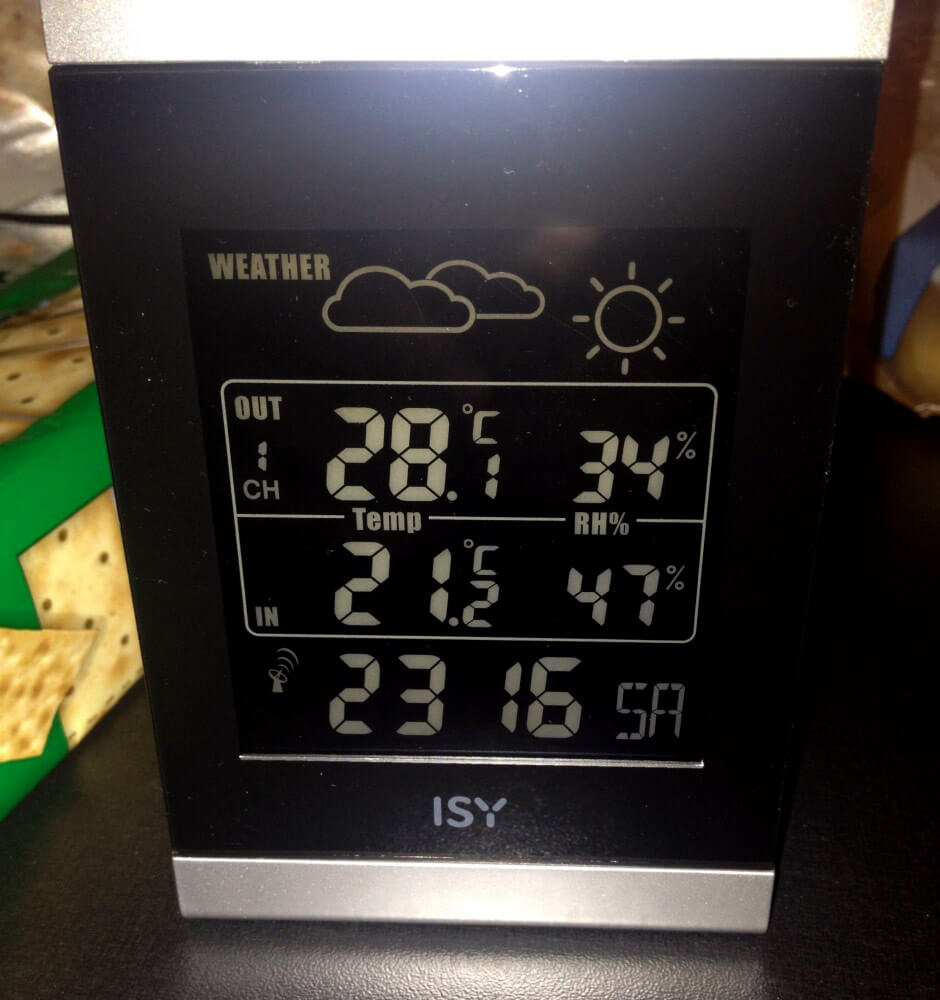 WEATHER
OUT
1
CH
28.1 °C
34 %
Temp RH%
IN
21.2 °C
47 %
23 16 SA
ISY